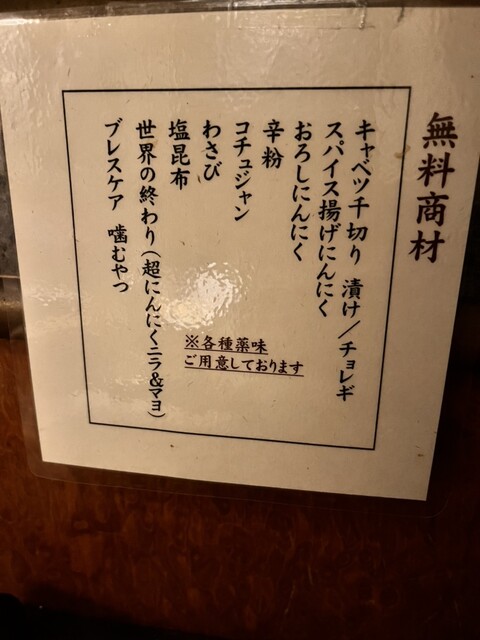 無料商材
キャベツ千切り 漬け／チョレギ
スパイス揚げにんにく
おろしにんにく
辛粉
コチュジャン
わさび
塩昆布
世界の終わり（超にんにくニラ&マヨ）
ブレスケア 噛むやつ
※各種薬味
ご用意しております